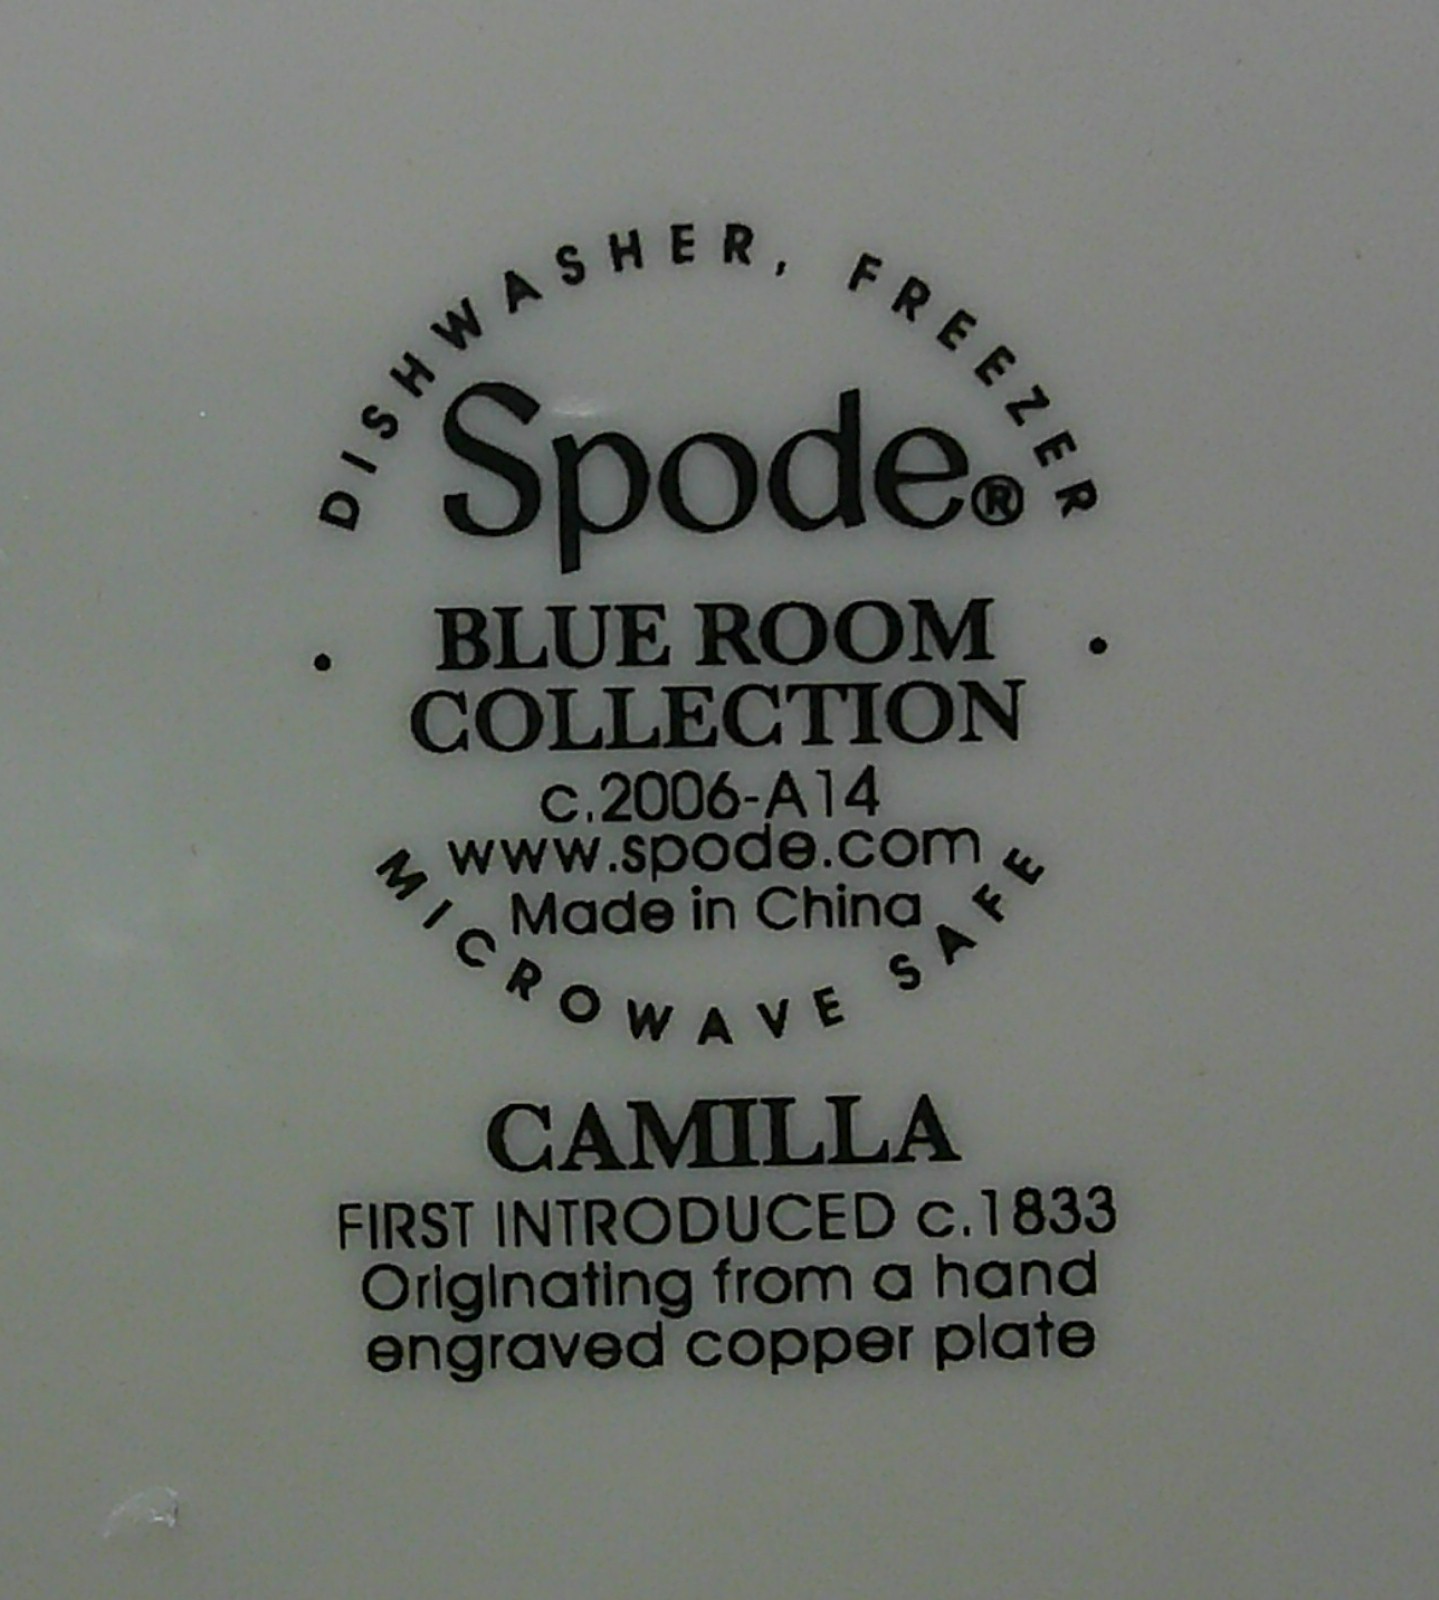 DISHWASHER, FREEZER
Spode®
• BLUE ROOM •
COLLECTION
c.2006-A14
www.spode.com
Made in China
MICROWAVE SAFE
CAMILLA
FIRST INTRODUCED c.1833
Originating from a hand
engraved copper plate